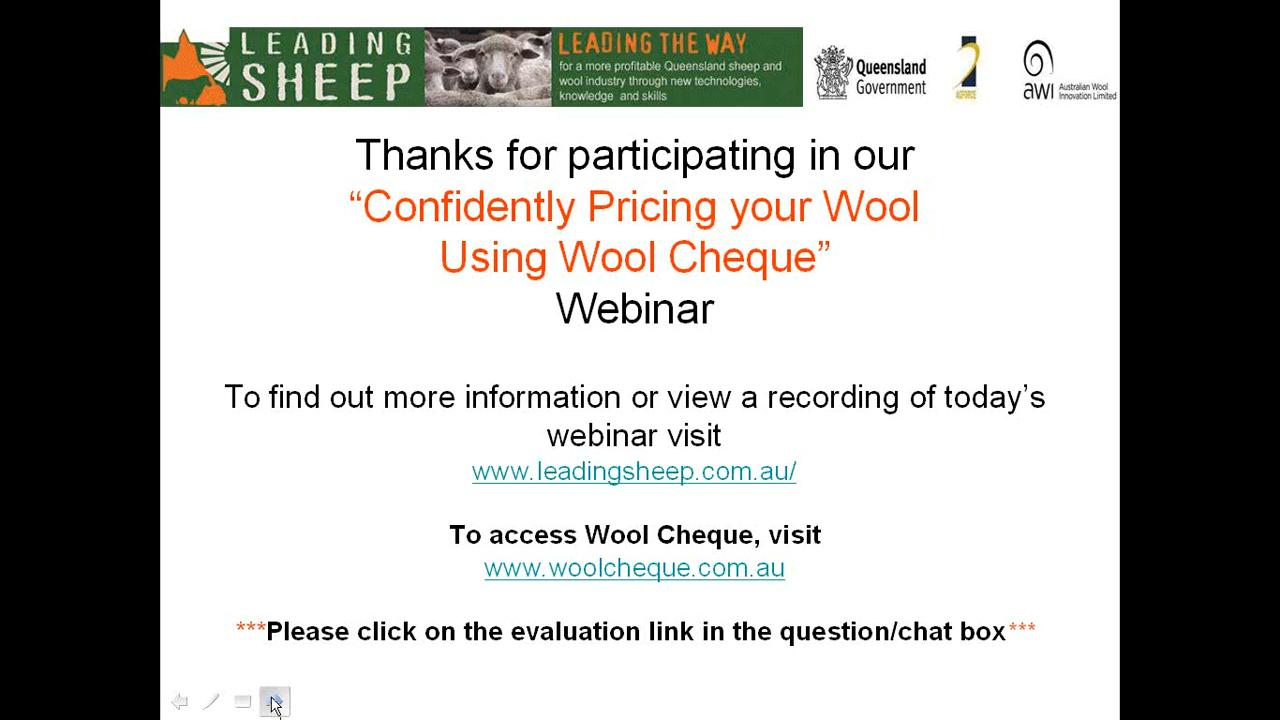 LEADING
SHEEP
LEADING THE WAY
for a more profitable Queensland sheep and
wool industry through new technologies,
knowledge and skills
Queensland
Government
AGFORCE
awi
Australian Wool
Innovation Limited
Thanks for participating in our
“Confidently Pricing your Wool
Using Wool Cheque”
Webinar
To find out more information or view a recording of today’s
webinar visit
www.leadingsheep.com.au/
To access Wool Cheque, visit
www.woolcheque.com.au
***Please click on the evaluation link in the question/chat box***